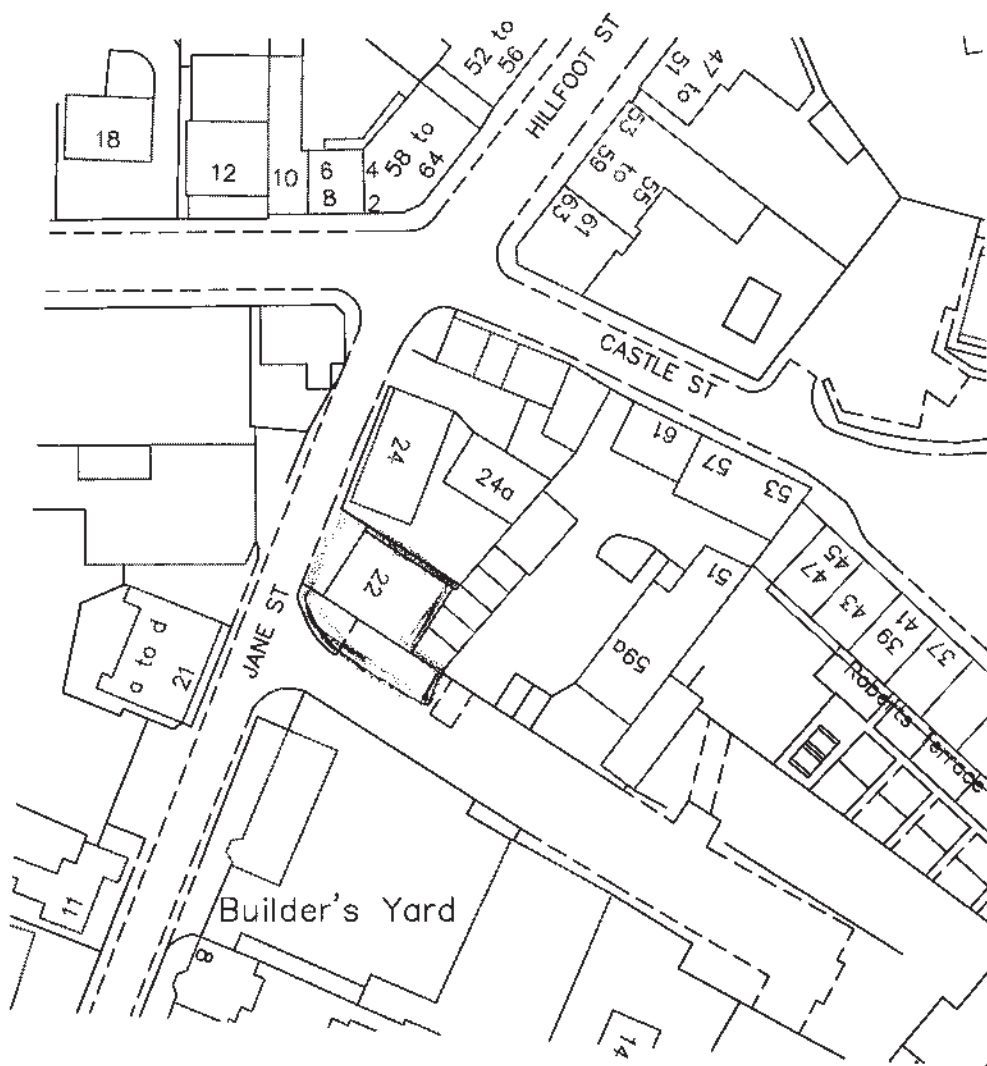 52 to
56
HILLFOOT ST
47 to
51
18
12
10
6
8
4
2
58 to
64
53
55
to
59
61
63
CASTLE ST
24
24a
61
57
53
22
51
59a
47
45
43
41
39
37
Roberts Terrace
JANE ST
a to d
21
11
Builder's Yard
8
14